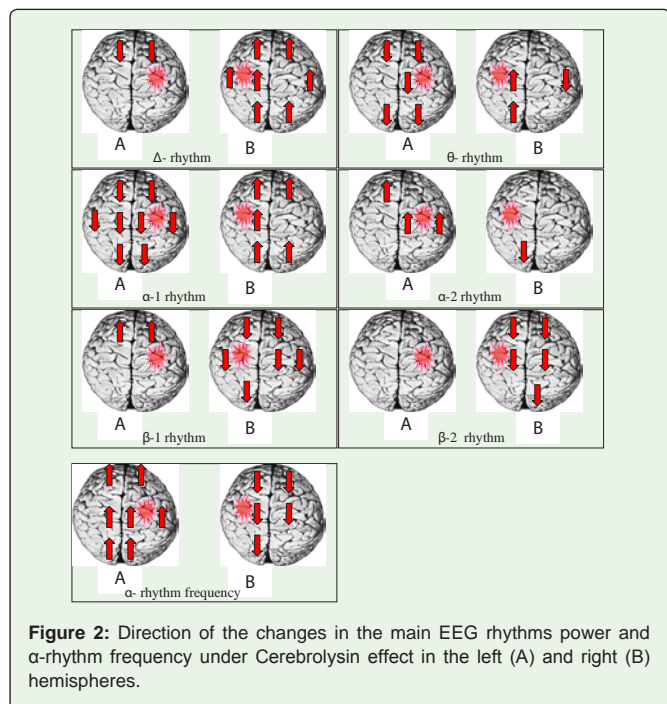 A B A B
Δ- rhythm θ- rhythm
A B A B
α-1 rhythm α-2 rhythm
A B A B
β-1 rhythm β-2 rhythm
A B
α- rhythm frequency
Figure 2: Direction of the changes in the main EEG rhythms power and
α-rhythm frequency under Cerebrolysin effect in the left (A) and right (B)
hemispheres.